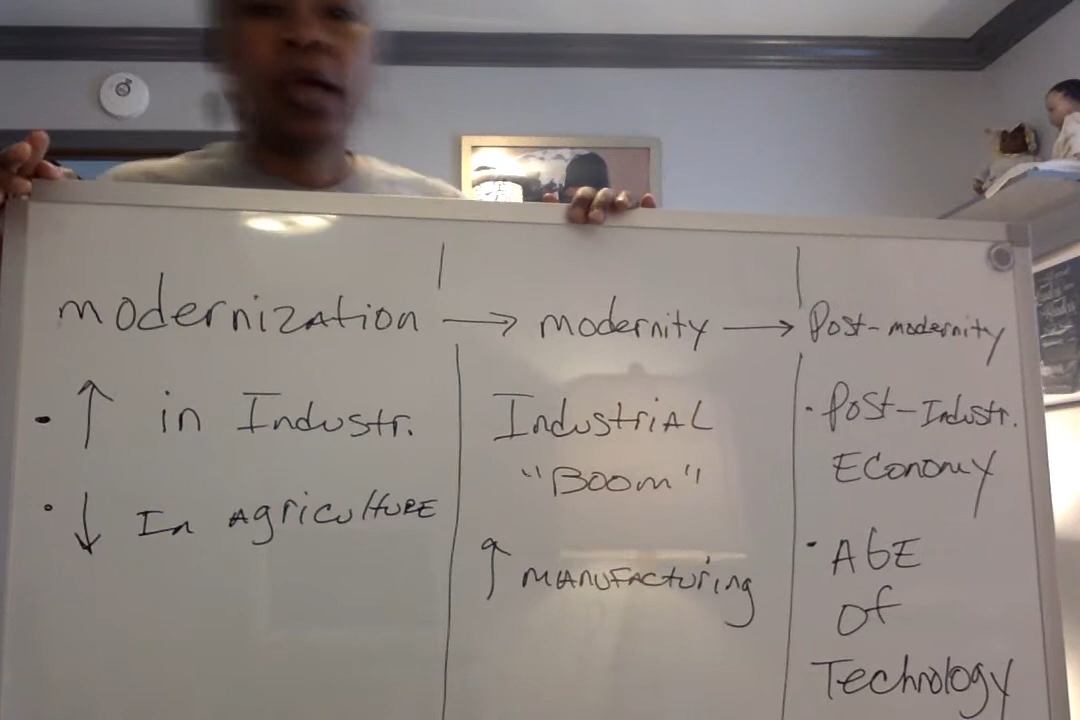 modernization → modernity → Post-modernity
• ↑ in Industr.
• ↓ In Agriculture
Industrial
"Boom"
↑ manufacturing
• Post-Industr.
Economy
• Age
of
Technology